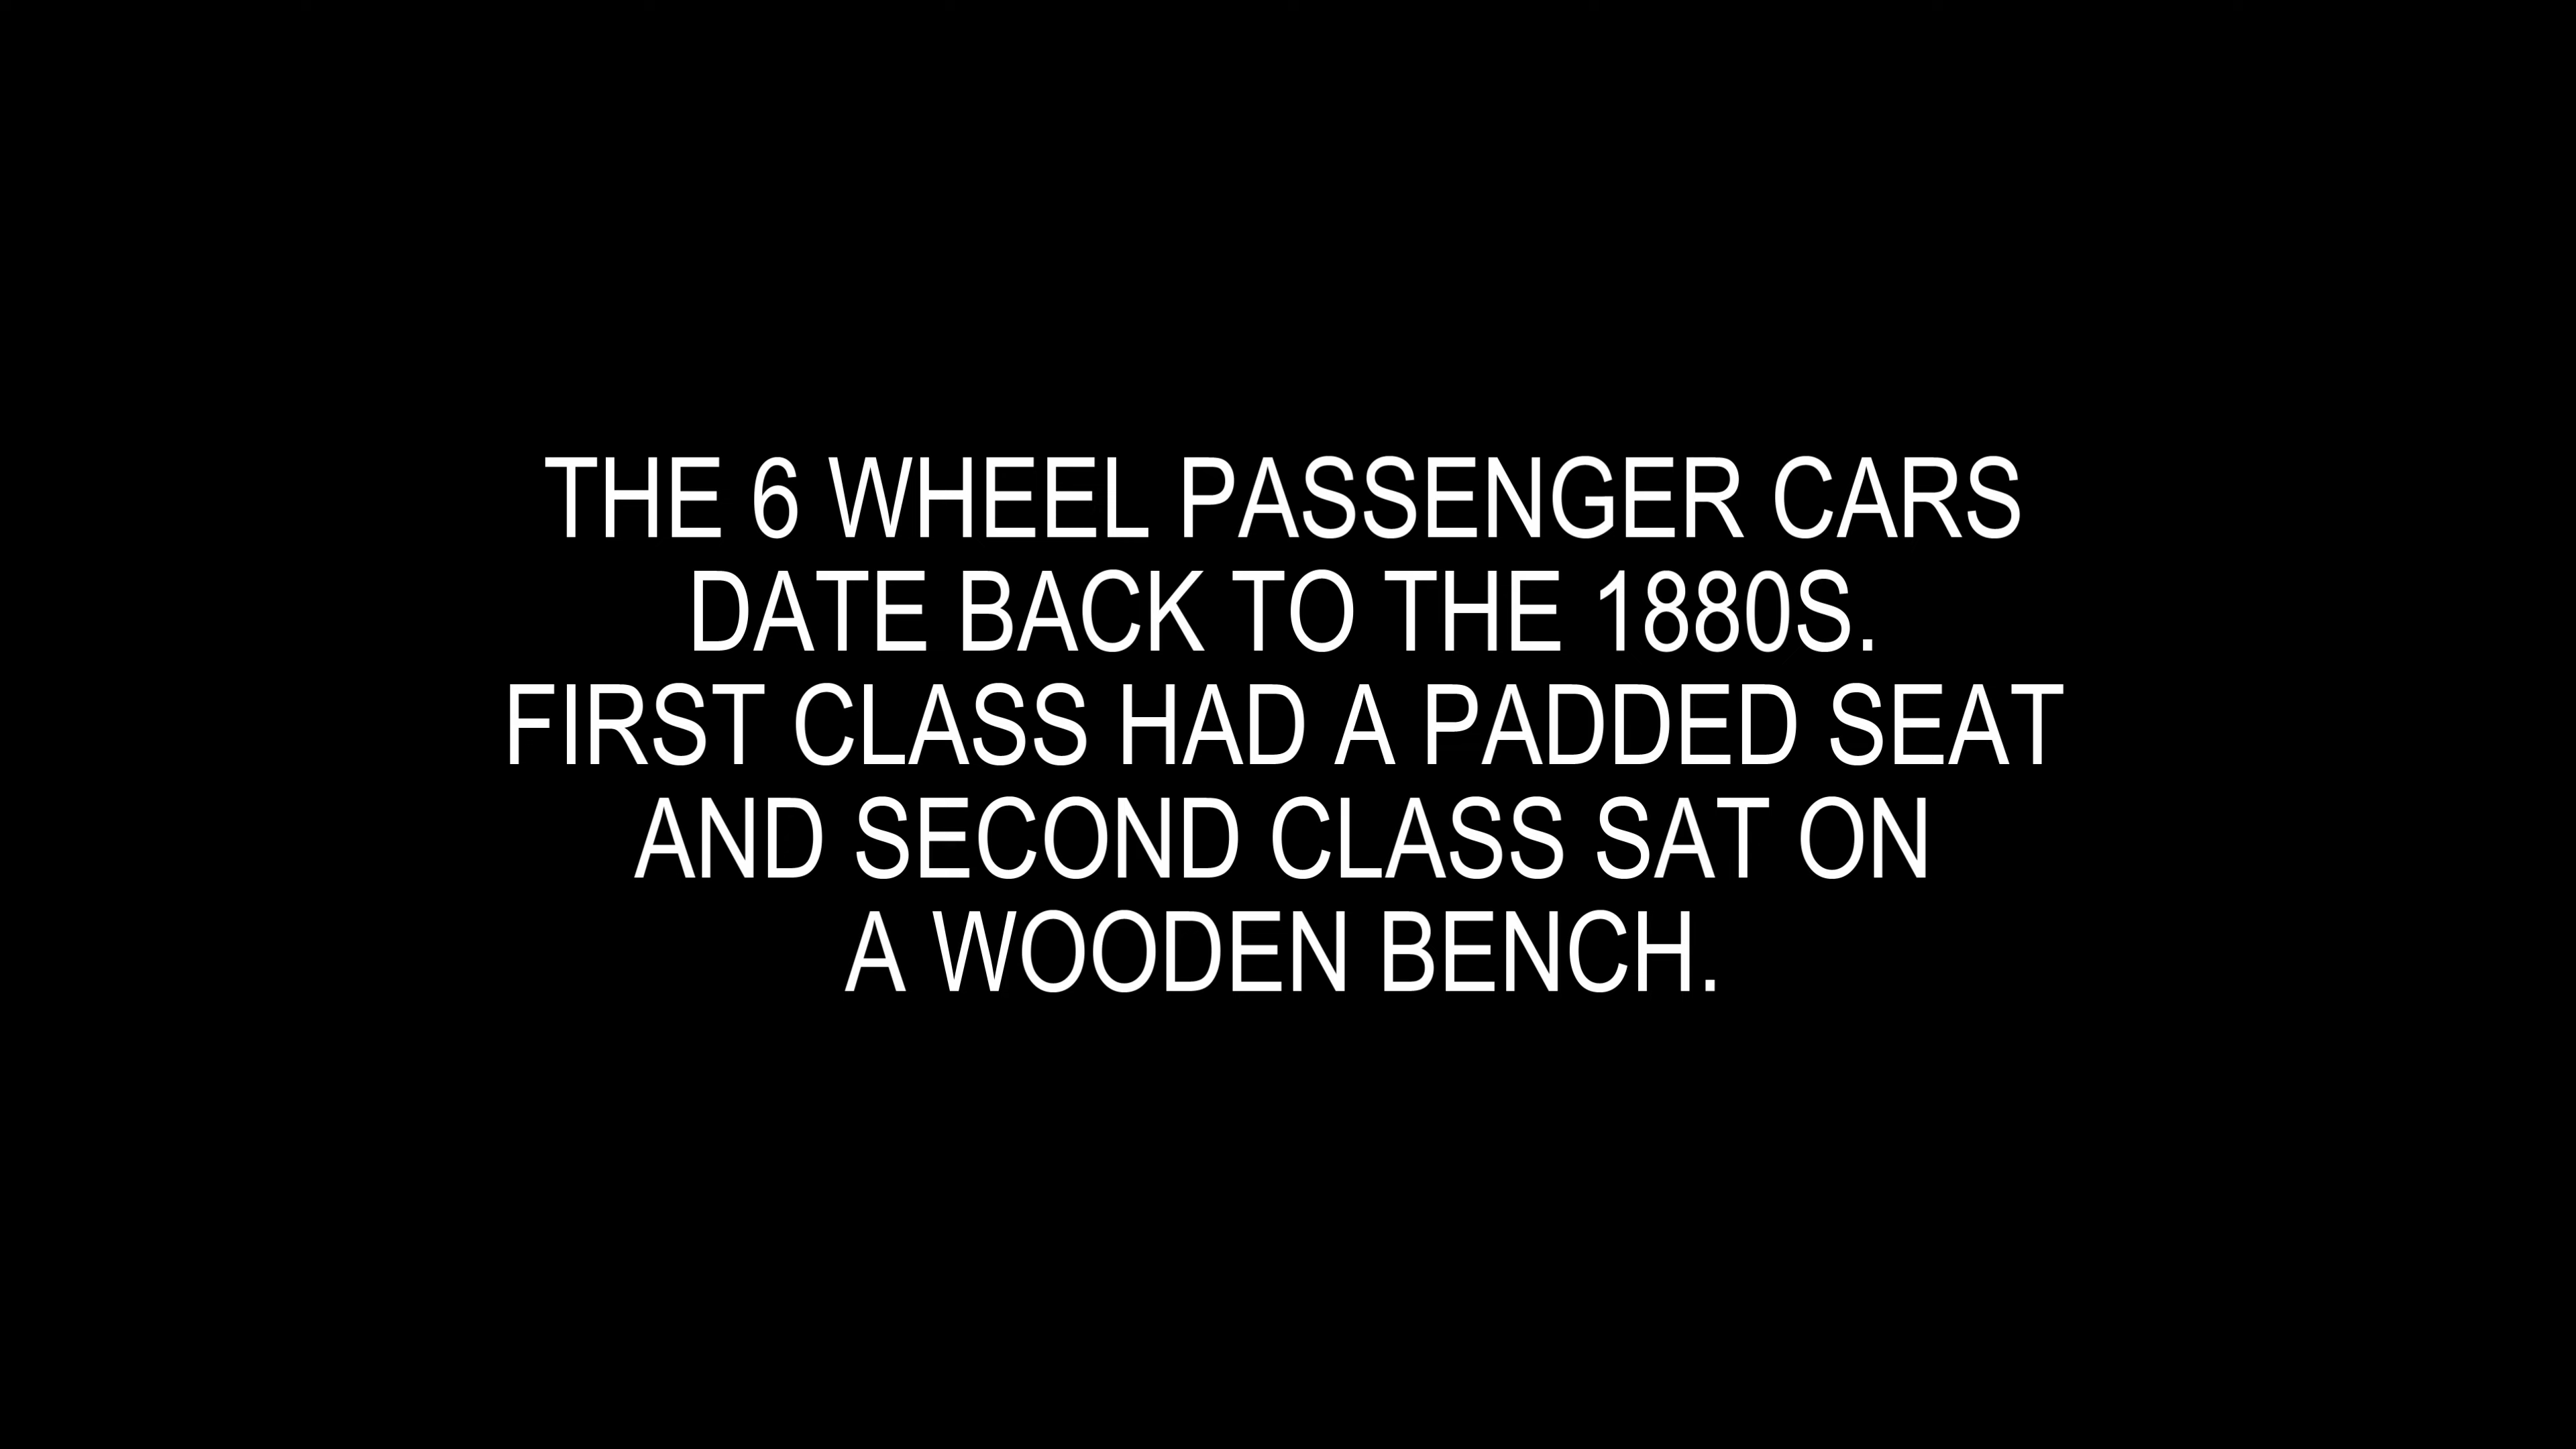 THE 6 WHEEL PASSENGER CARS
DATE BACK TO THE 1880S.
FIRST CLASS HAD A PADDED SEAT
AND SECOND CLASS SAT ON
A WOODEN BENCH.